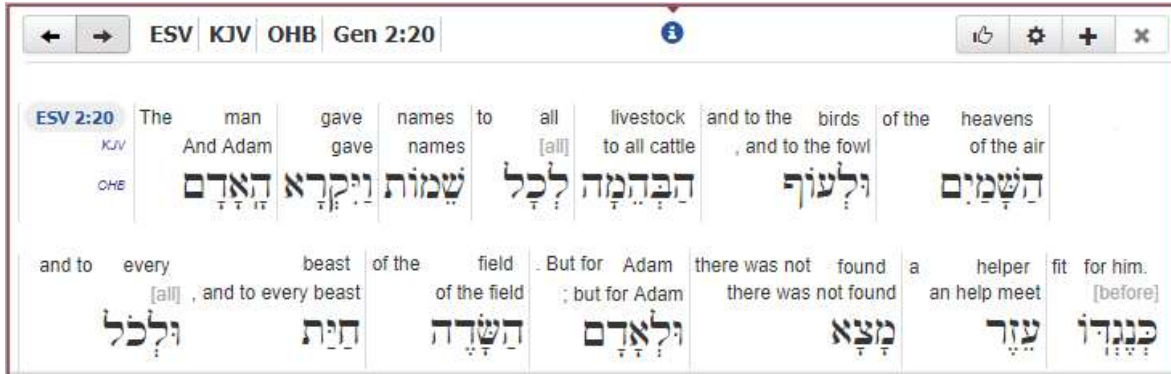 ESV KJV OHB Gen 2:20
ESV 2:20 The man gave names to all livestock and to the birds of the heavens
KJV And Adam gave names [all] to all cattle , and to the fowl of the air
OHB הָֽאָדָם וַיִּקְרָא שֵׁמוֹת לְכָל הַבְּהֵמָה וּלְעוֹף הַשָּׁמַיִם
and to every beast of the field . But for Adam there was not found a helper fit for him.
[all] , and to every beast of the field ; but for Adam there was not found an help meet [before]
וּלְכֹל חַיַּת הַשָּׂדֶה וּלְאָדָם מָצָא עֵזֶר כְּנֶגְדּוֹ